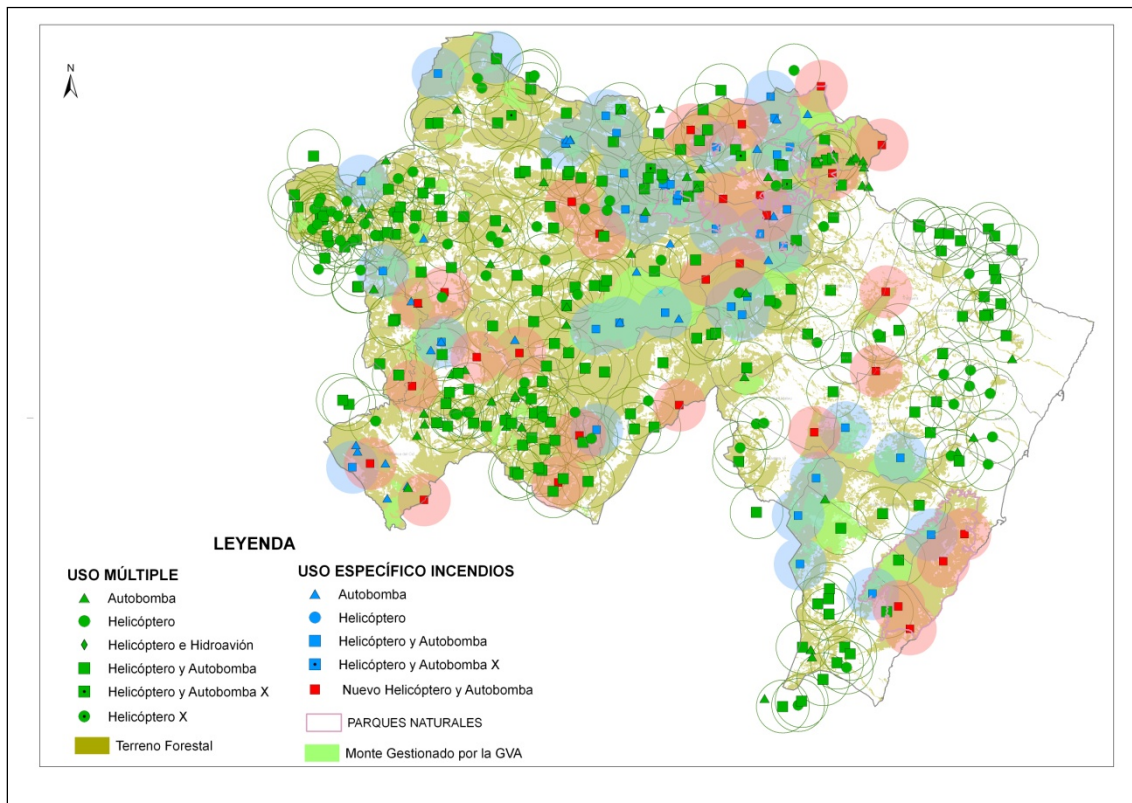 N
LEYENDA
USO MÚLTIPLE
Autobomba
Helicóptero
Helicóptero e Hidroavión
Helicóptero y Autobomba
Helicóptero y Autobomba X
Helicóptero X
Terreno Forestal
USO ESPECÍFICO INCENDIOS
Autobomba
Helicóptero
Helicóptero y Autobomba
Helicóptero y Autobomba X
Nuevo Helicóptero y Autobomba
PARQUES NATURALES
Monte Gestionado por la GVA